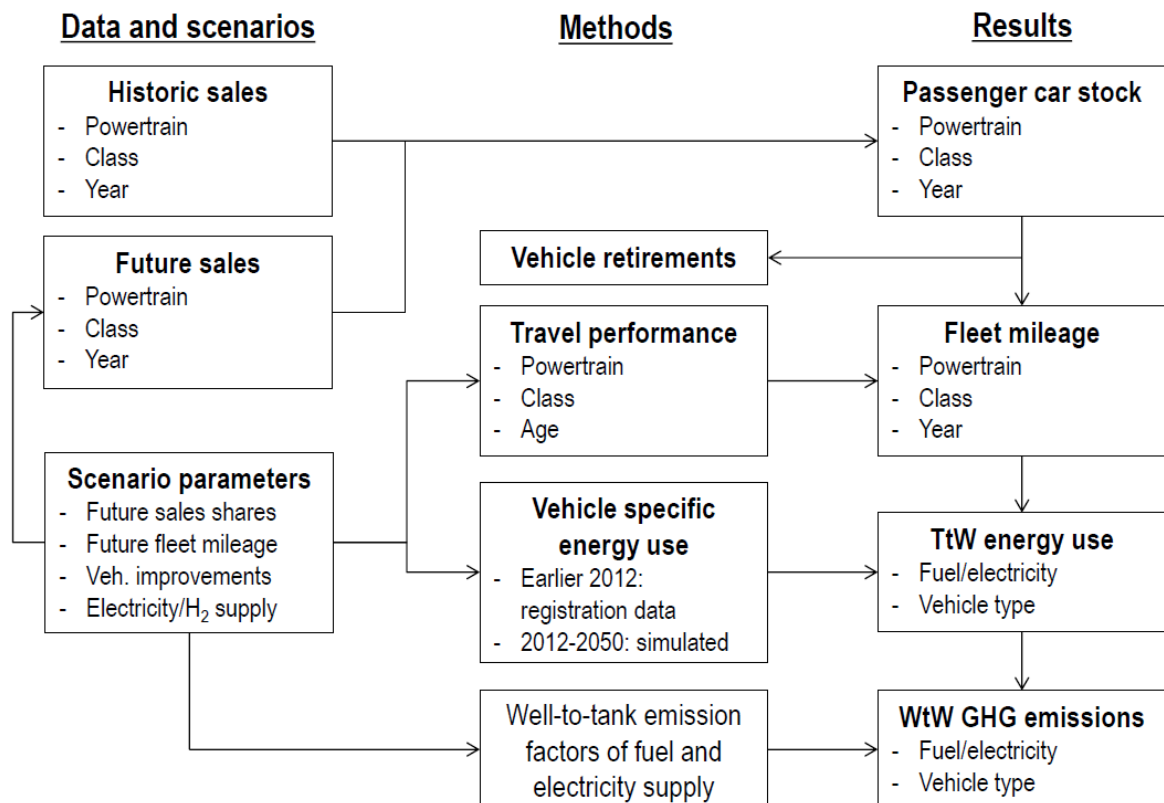 Data and scenarios
Methods
Results
Historic sales
- Powertrain
- Class
- Year
Passenger car stock
- Powertrain
- Class
- Year
Future sales
- Powertrain
- Class
- Year
Vehicle retirements
Travel performance
- Powertrain
- Class
- Age
Fleet mileage
- Powertrain
- Class
- Year
Scenario parameters
- Future sales shares
- Future fleet mileage
- Veh. improvements
- Electricity/H₂ supply
Vehicle specific
energy use
- Earlier 2012:
registration data
- 2012-2050: simulated
TtW energy use
- Fuel/electricity
- Vehicle type
Well-to-tank emission
factors of fuel and
electricity supply
WtW GHG emissions
- Fuel/electricity
- Vehicle type